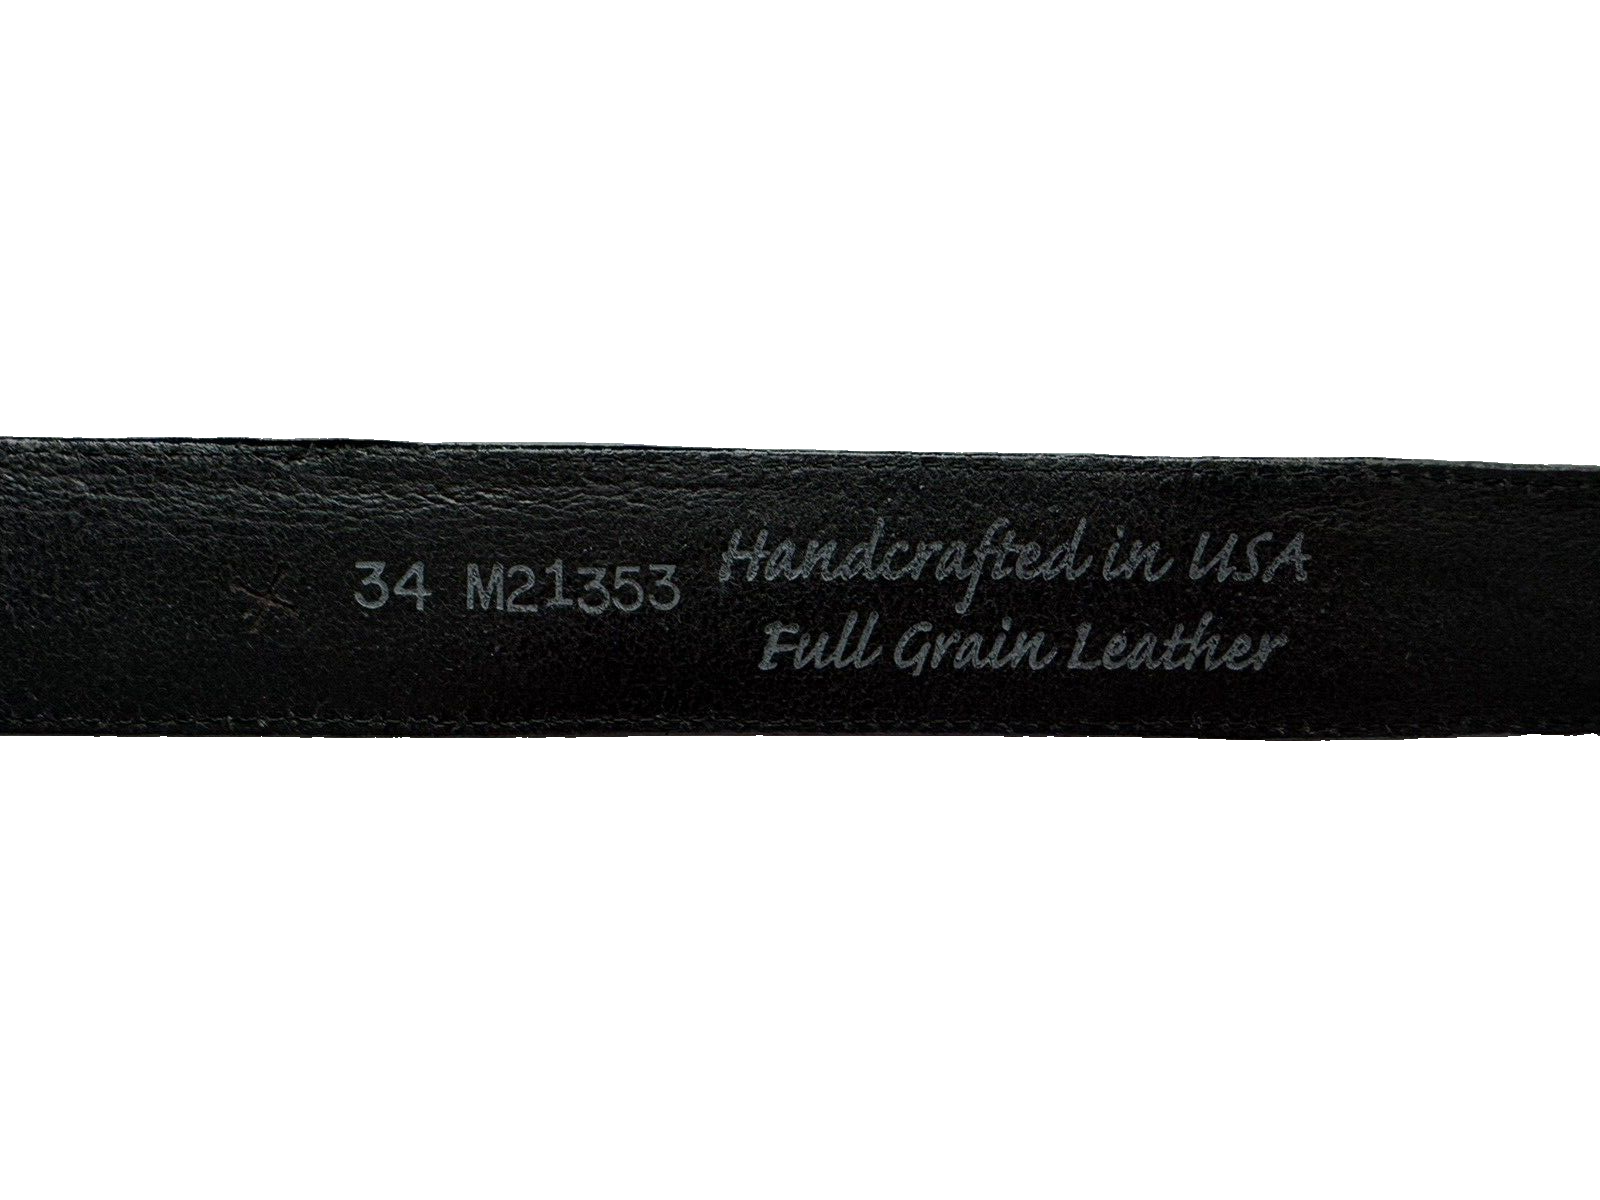 34 M21353
Handcrafted in USA
Full Grain Leather